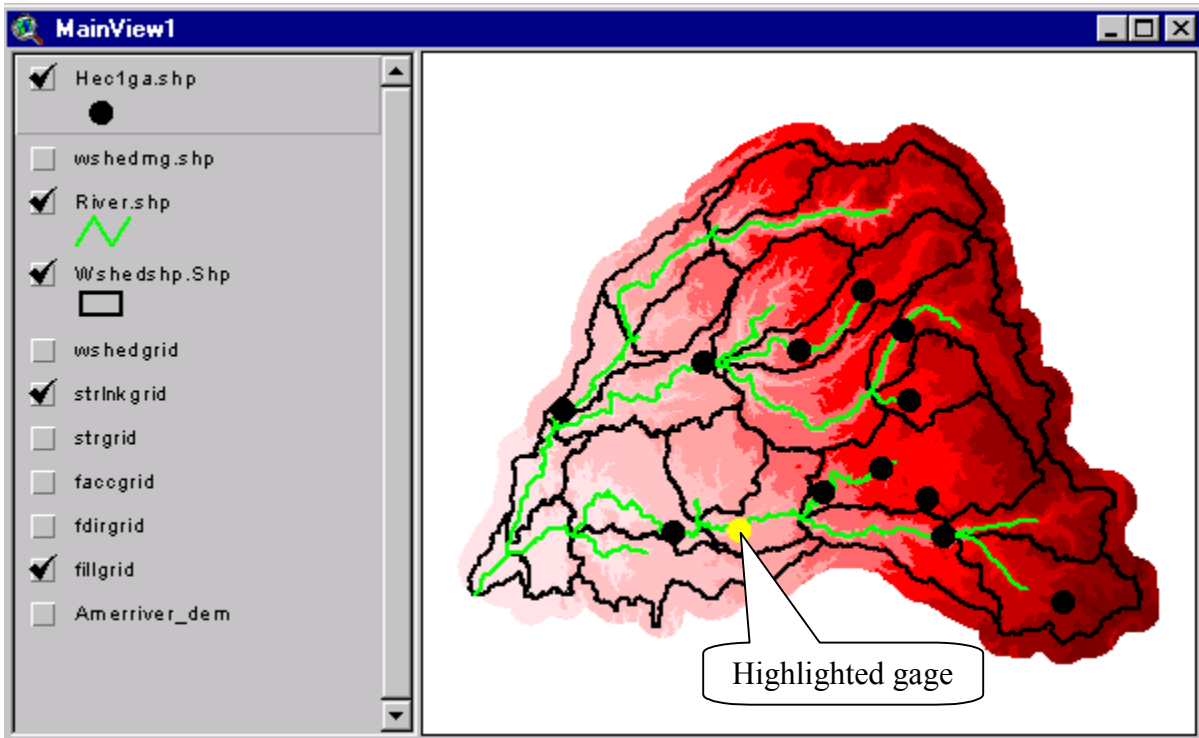 MainView1
Hec1ga.shp
wshedmg.shp
River.shp
Wshedshp.Shp
wshedgrid
strlnkgrid
strgrid
faccgrid
fdirgrid
fillgrid
Amerriver_dem
Highlighted gage